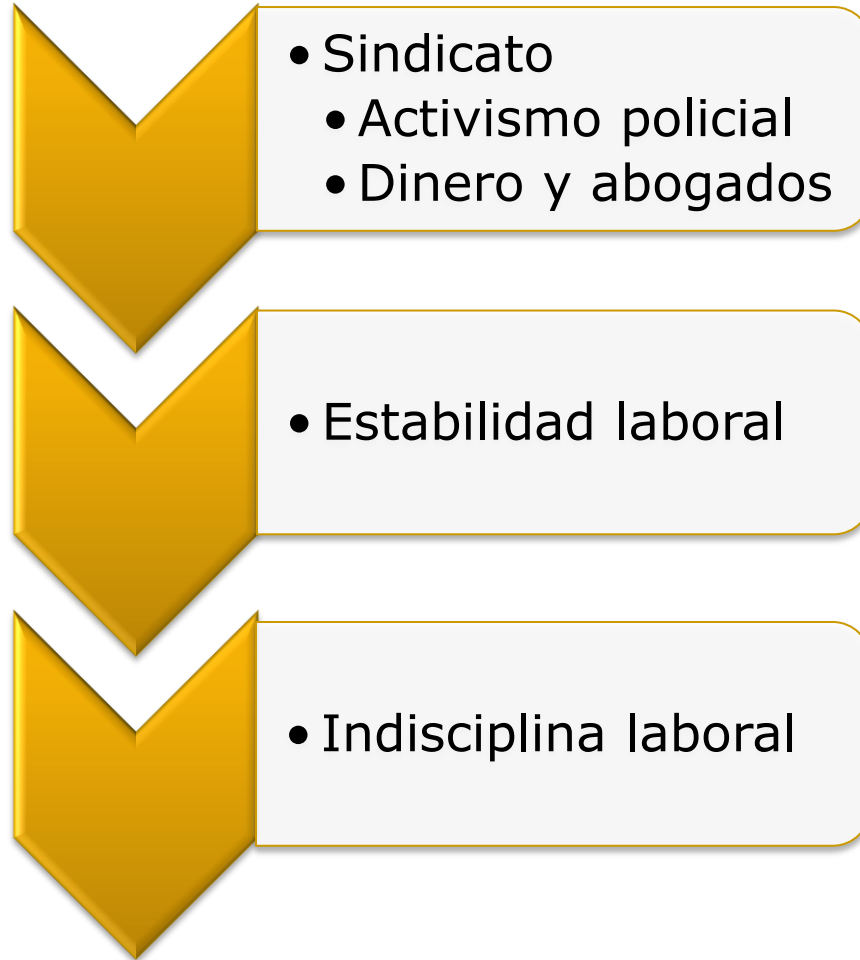 • Sindicato
• Activismo policial
• Dinero y abogados
• Estabilidad laboral
• Indisciplina laboral